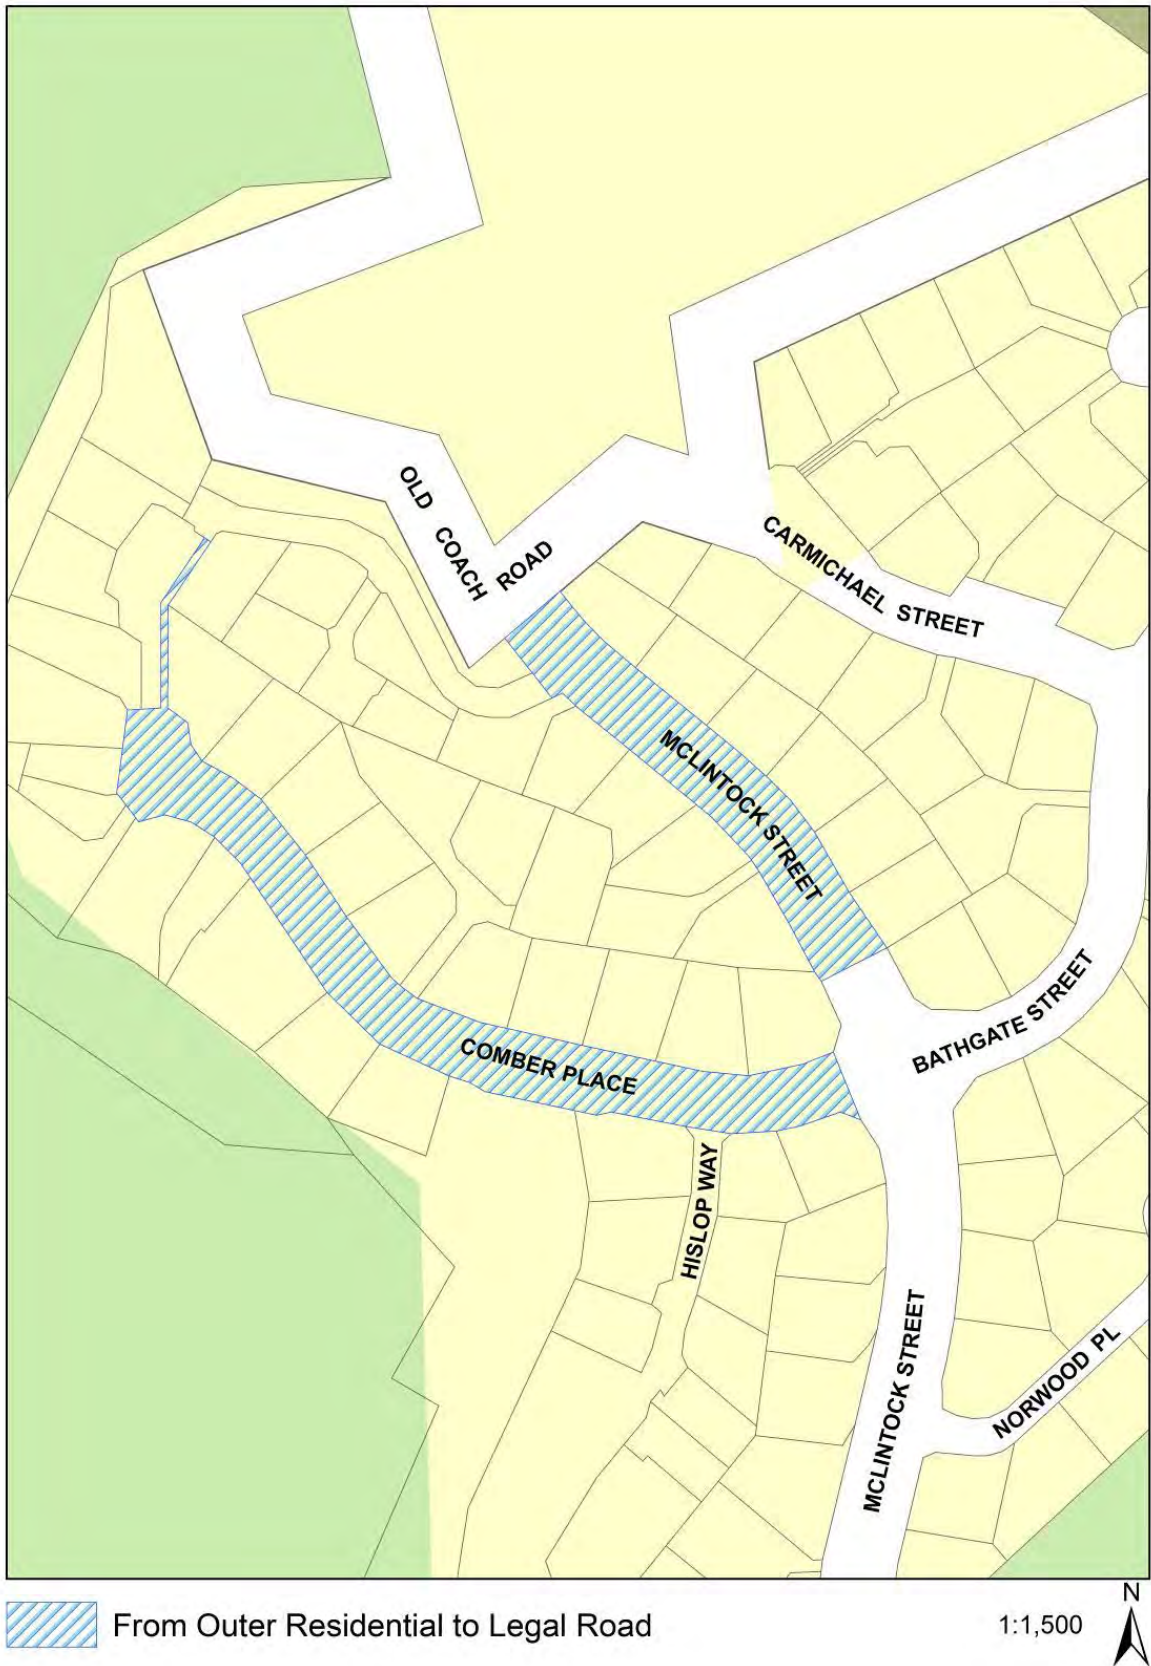 OLD COACH ROAD
CARMICHAEL STREET
MCLINTOCK STREET
BATHGATE STREET
COMBER PLACE
HISLOP WAY
MCLINTOCK STREET
NORWOOD PL
From Outer Residential to Legal Road
1:1,500
N